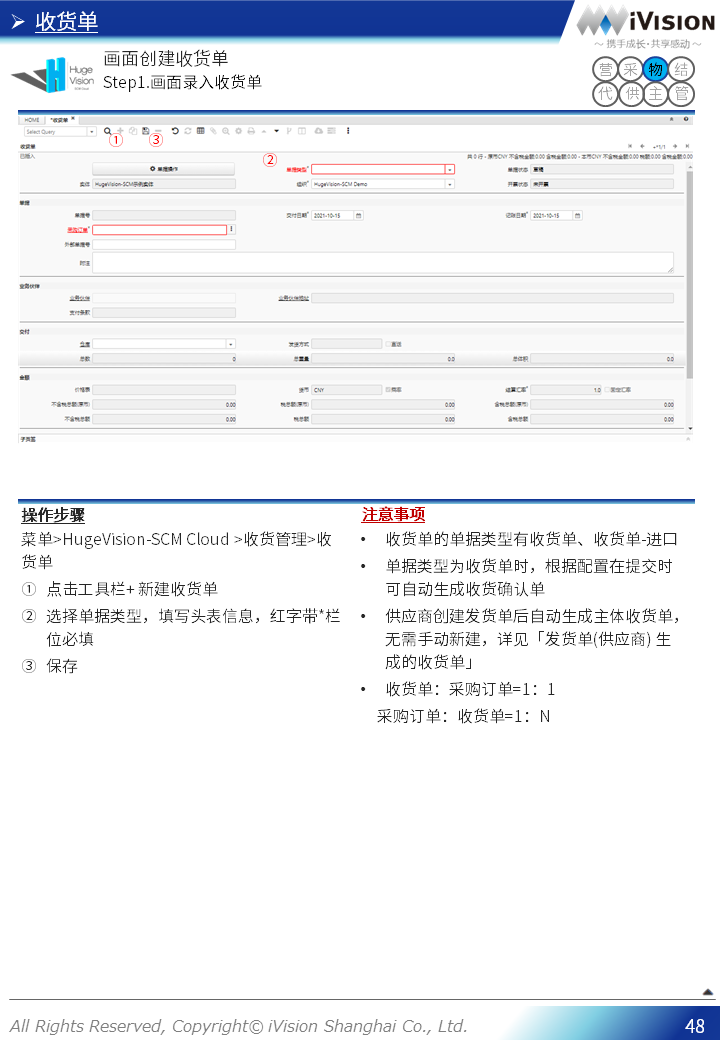 收货单
iVISION
～ 携手成长·共享感动 ～
Huge
Vision
画面创建收货单
Step1.画面录入收货单
营 采 物 结
代 供 主 管
HOME *收货单 ×
Select Query
① ③
收货单
+*1/1
已插入
② 共 0 行 - 原币CNY 不含税金额:0.00 含税金额:0.00 - 本币CNY 不含税金额:0.00 税额:0.00 含税金额:0.00
单据操作 单据类型* 单据状态 草稿
实体 HugeVision-SCM示例实体 组织* HugeVision-SCM Demo 开票状态 未开票
单据
单据号 交付日期* 2021-10-15 记账日期* 2021-10-15
采购订单*
外部单据号
附注
业务伙伴
业务伙伴 业务伙伴地址
支付条款
交付
仓库 发运方式 直运
总数 0 总重量 0.0 总体积 0.0
金额
价格表 货币 CNY 结算汇率* 1.0
不含税总额(原币) 0.00 税总额(原币) 0.00 含税总额(原币) 0.00
不含税总额 0.00 税总额 0.00 含税总额 0.00
子页签
操作步骤
菜单>HugeVision-SCM Cloud >收货管理>收
货单
① 点击工具栏+ 新建收货单
② 选择单据类型，填写头表信息，红字带*栏
位必填
③ 保存
注意事项
• 收货单的单据类型有收货单、收货单-进口
• 单据类型为收货单时，根据配置在提交时
可自动生成收货确认单
• 供应商创建发货单后自动生成主体收货单，
无需手动新建，详见「发货单(供应商) 生
成的收货单」
• 收货单：采购订单=1：1
采购订单：收货单=1：N
All Rights Reserved, Copyright© iVision Shanghai Co., Ltd.
48